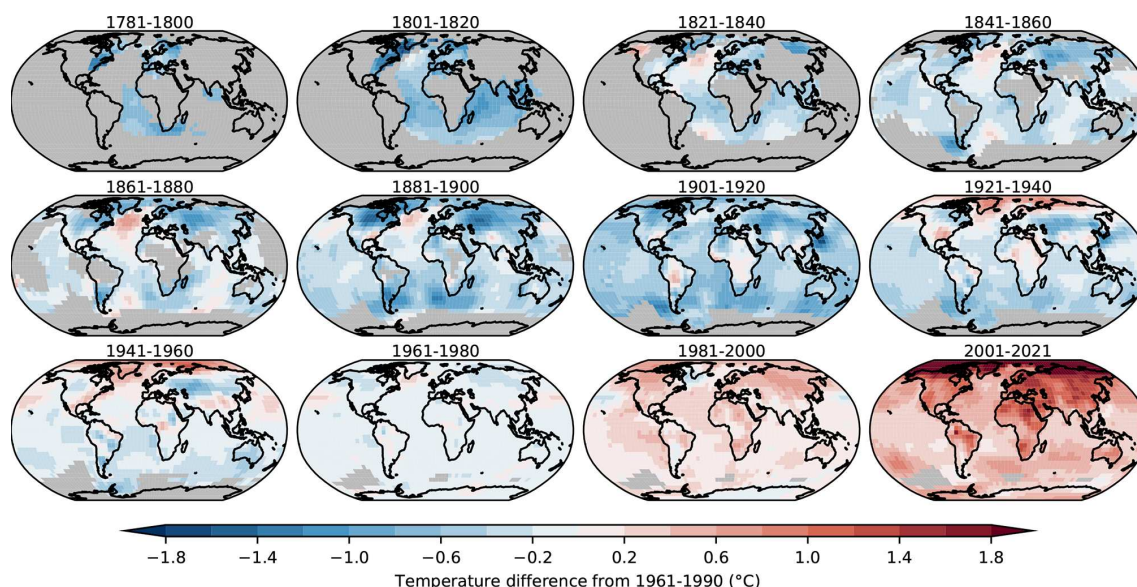 1781-1800 1801-1820 1821-1840 1841-1860
1861-1880 1881-1900 1901-1920 1921-1940
1941-1960 1961-1980 1981-2000 2001-2021
−1.8 −1.4 −1.0 −0.6 −0.2 0.2 0.6 1.0 1.4 1.8
Temperature difference from 1961-1990 (°C)